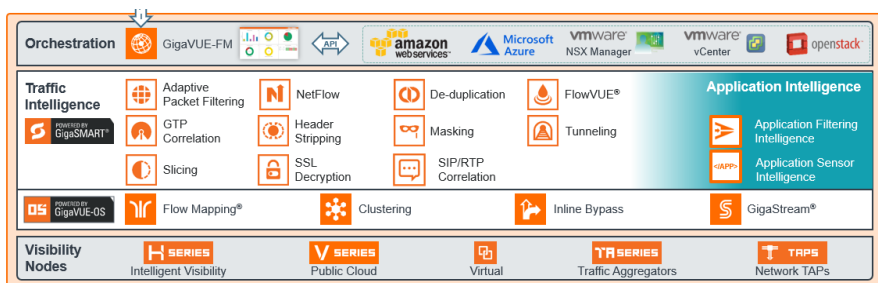 Orchestration
GigaVUE-FM
API
amazon
webservices™
Microsoft
Azure
vmware®
NSX Manager
vmware®
vCenter
openstack
Traffic
Intelligence
POWERED BY
GigaSMART®
Adaptive
Packet Filtering
NetFlow
De-duplication
FlowVUE®
GTP
Correlation
Header
Stripping
Masking
Tunneling
Slicing
SSL
Decryption
SIP/RTP
Correlation
Application Intelligence
Application Filtering
Intelligence
</APP>
Application Sensor
Intelligence
OS
POWERED BY
GigaVUE-OS
Flow Mapping®
Clustering
Inline Bypass
GigaStream®
Visibility
Nodes
H SERIES
Intelligent Visibility
V SERIES
Public Cloud
Virtual
TA SERIES
Traffic Aggregators
TAPS
Network TAPs